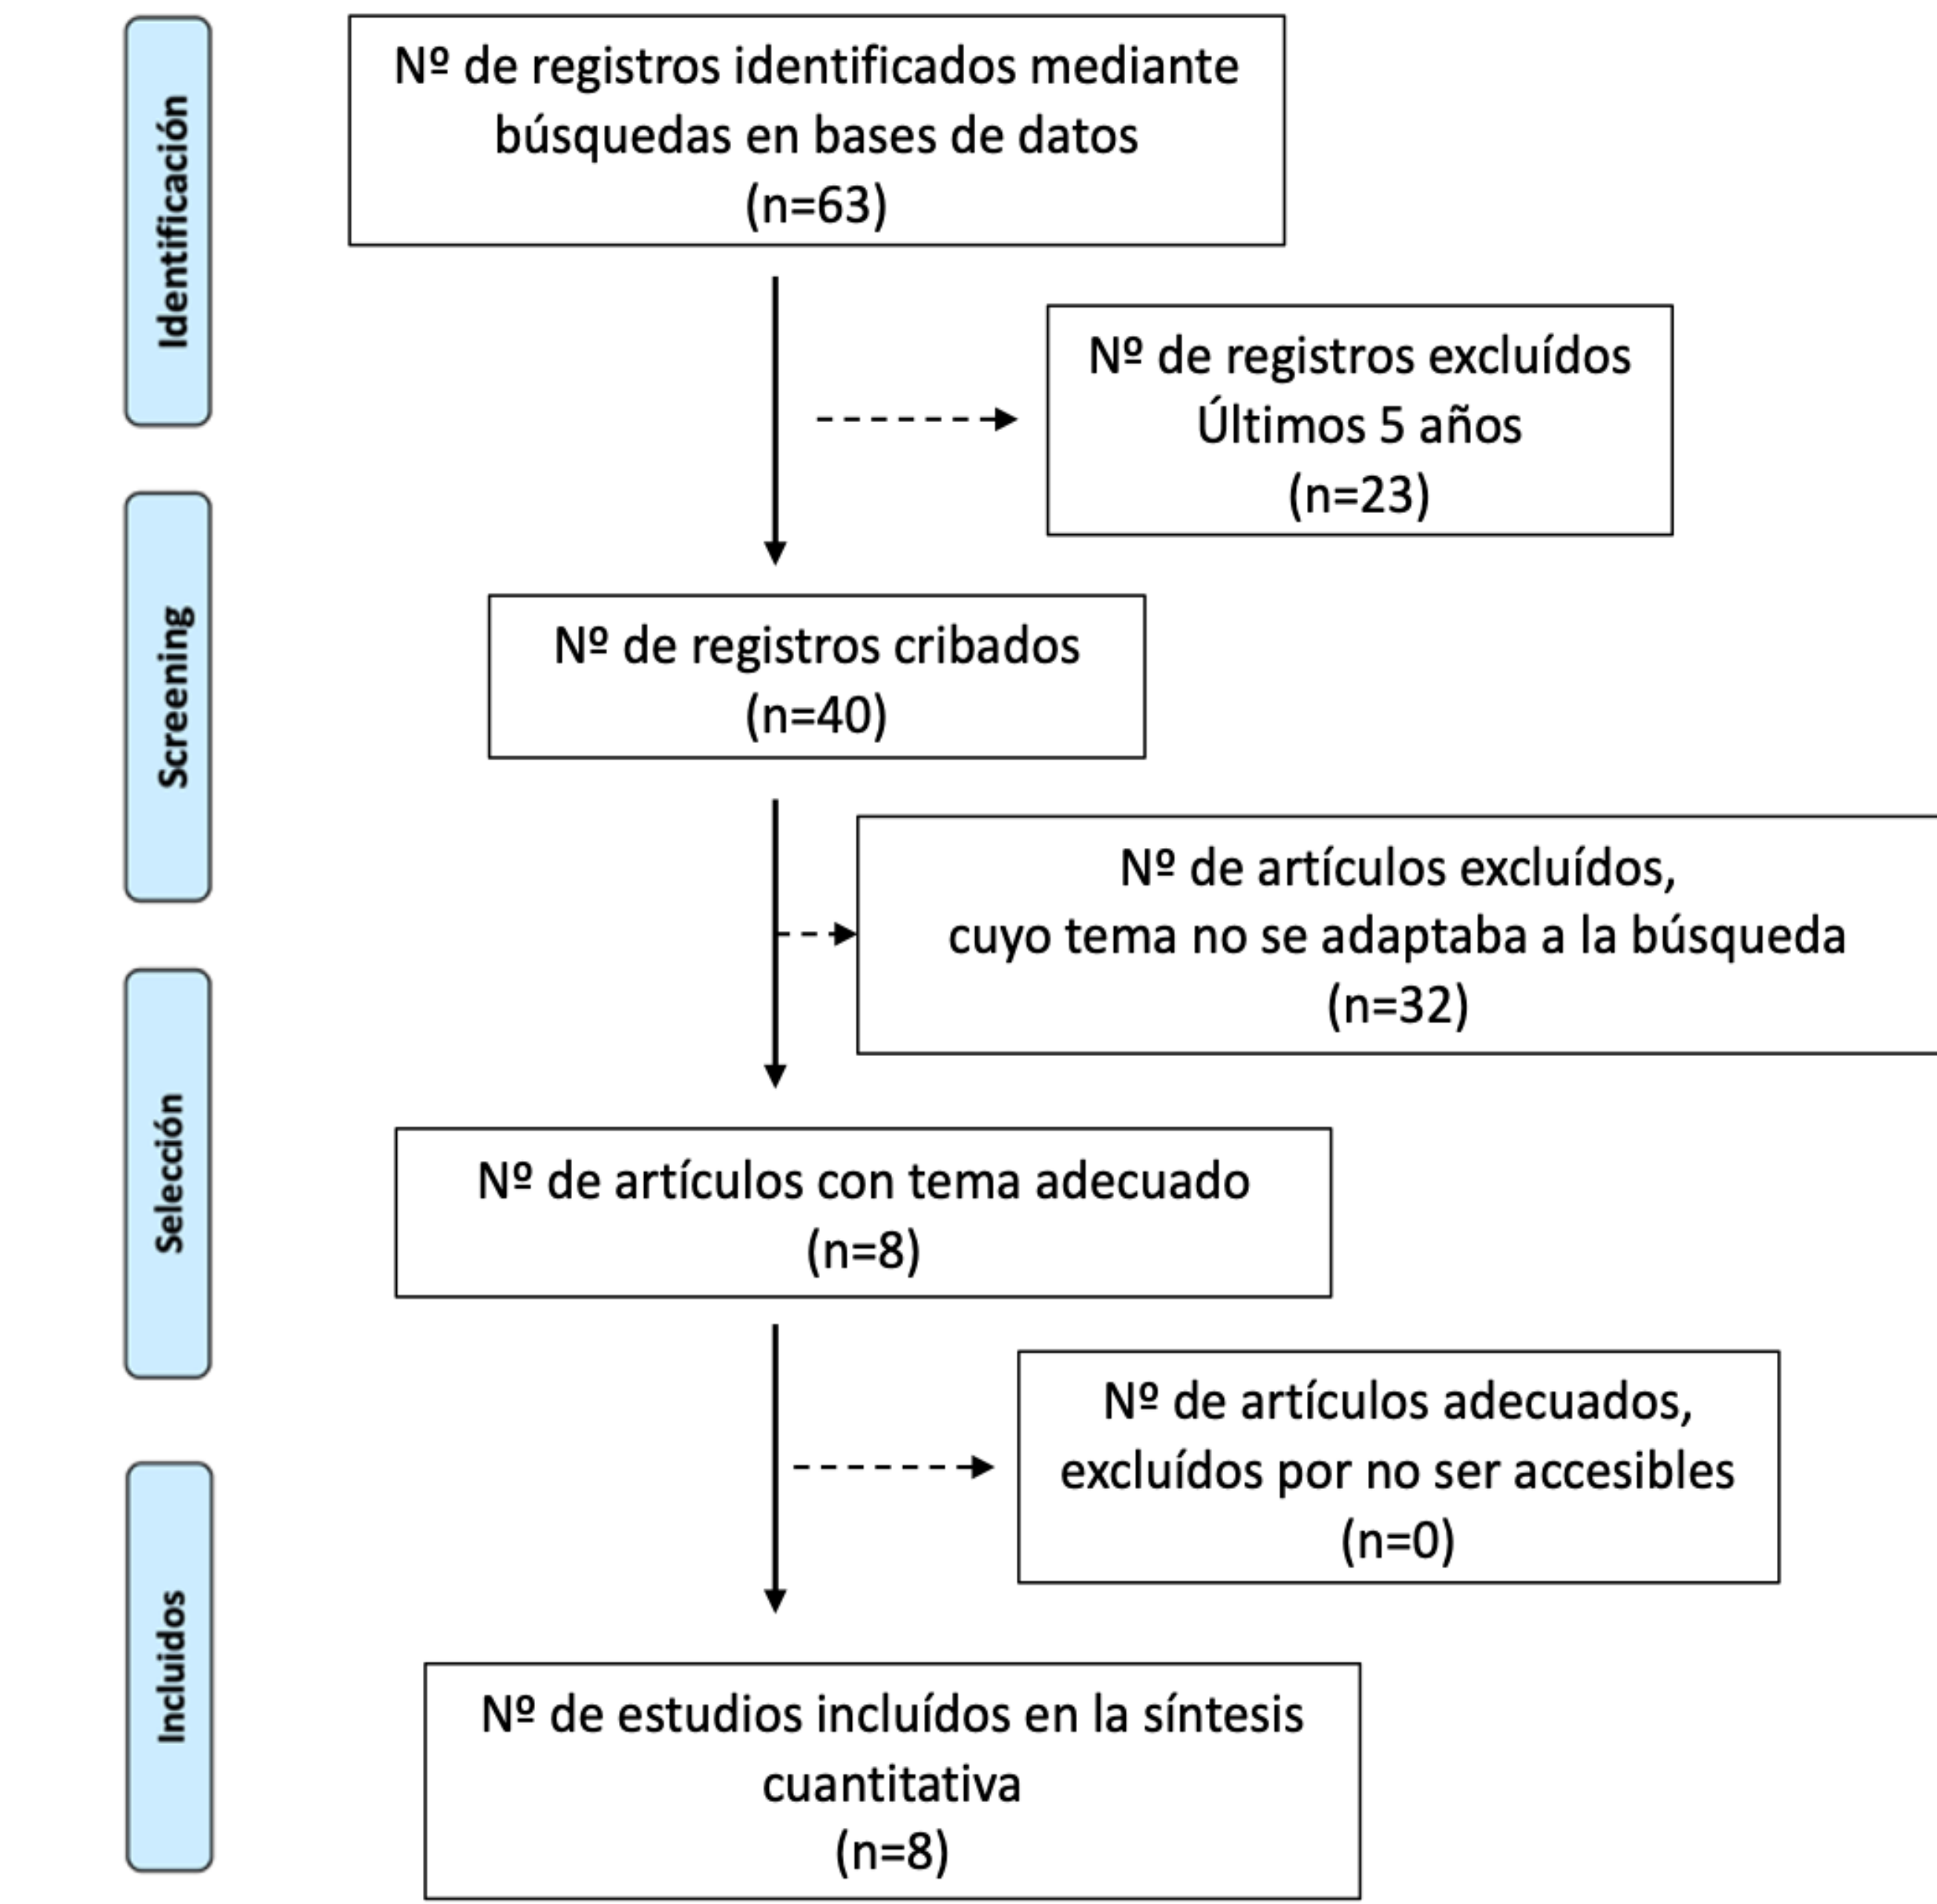 Identificación
Nº de registros identificados mediante
búsquedas en bases de datos
(n=63)
Nº de registros excluídos
Últimos 5 años
(n=23)
Screening
Nº de registros cribados
(n=40)
Nº de artículos excluídos,
cuyo tema no se adaptaba a la búsqueda
(n=32)
Selección
Nº de artículos con tema adecuado
(n=8)
Nº de artículos adecuados,
excluídos por no ser accesibles
(n=0)
Incluidos
Nº de estudios incluídos en la síntesis
cuantitativa
(n=8)